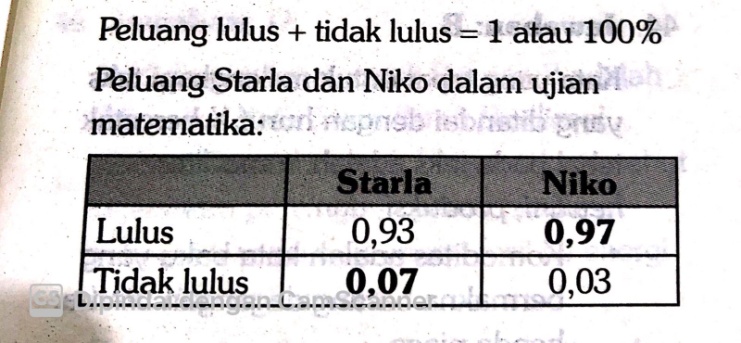 Peluang lulus + tidak lulus = 1 atau 100%
Peluang Starla dan Niko dalam ujian
matematika:
Starla Niko
Lulus 0,93 0,97
Tidak lulus 0,07 0,03
CS Dipindai dengan CamScanner